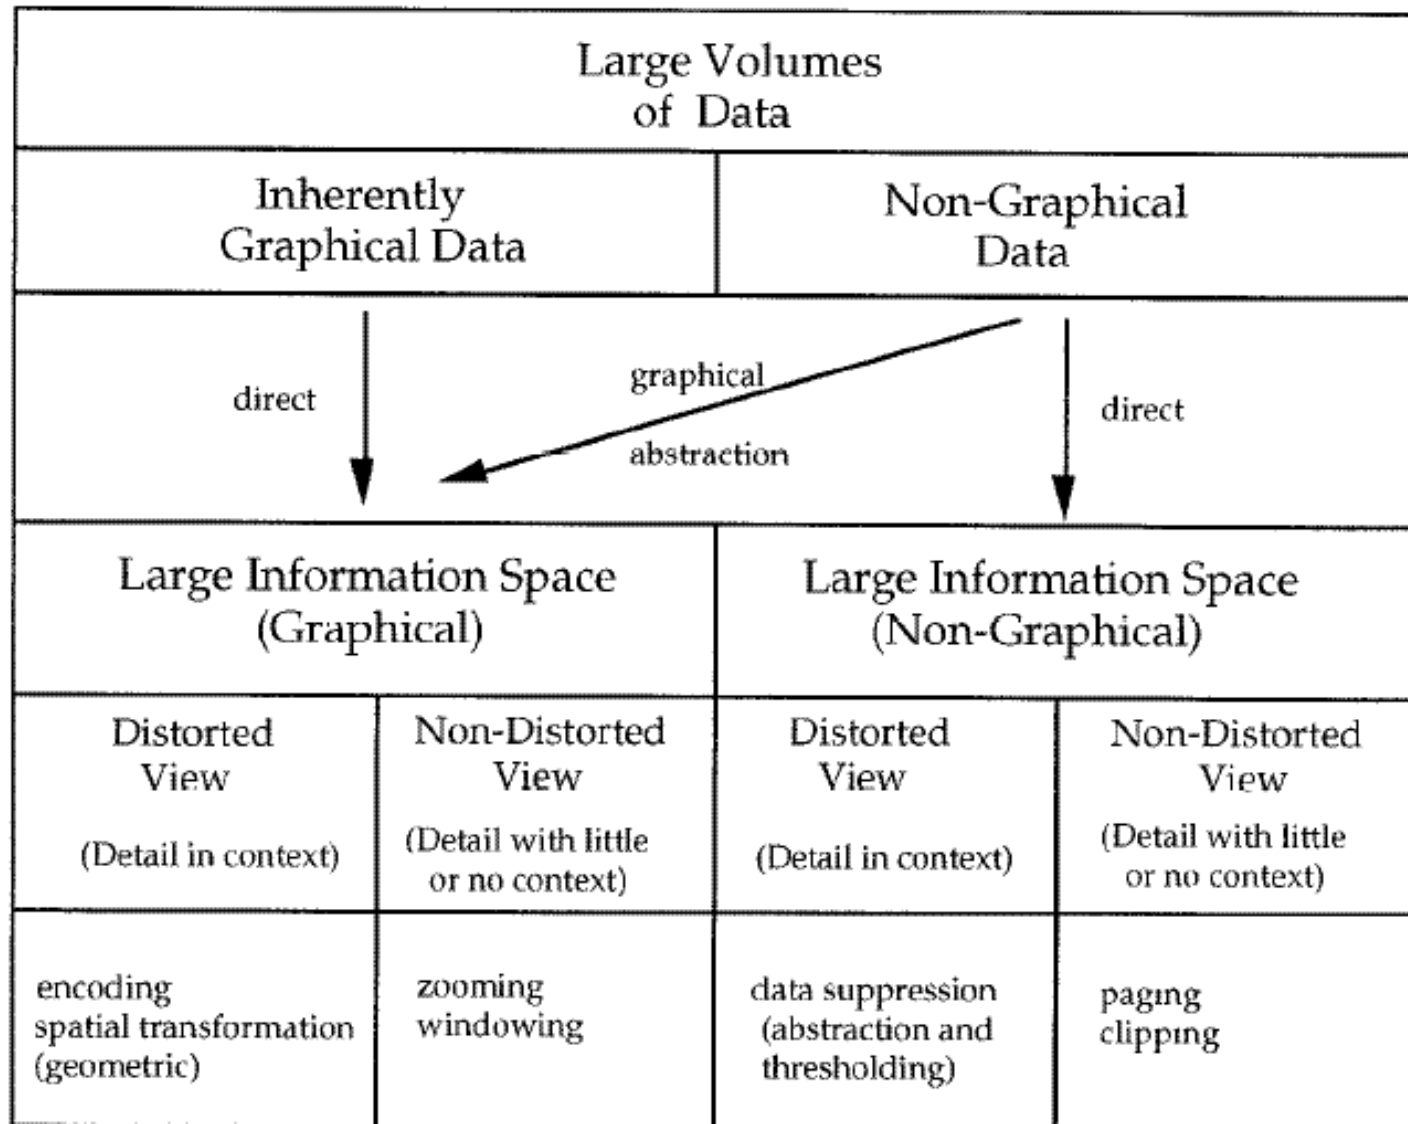 Large Volumes
of Data
Inherently
Graphical Data
Non-Graphical
Data
direct
graphical
abstraction
direct
Large Information Space
(Graphical)
Large Information Space
(Non-Graphical)
Distorted
View
(Detail in context)
Non-Distorted
View
(Detail with little
or no context)
Distorted
View
(Detail in context)
Non-Distorted
View
(Detail with little
or no context)
encoding
spatial transformation
(geometric)
zooming
windowing
data suppression
(abstraction and
thresholding)
paging
clipping